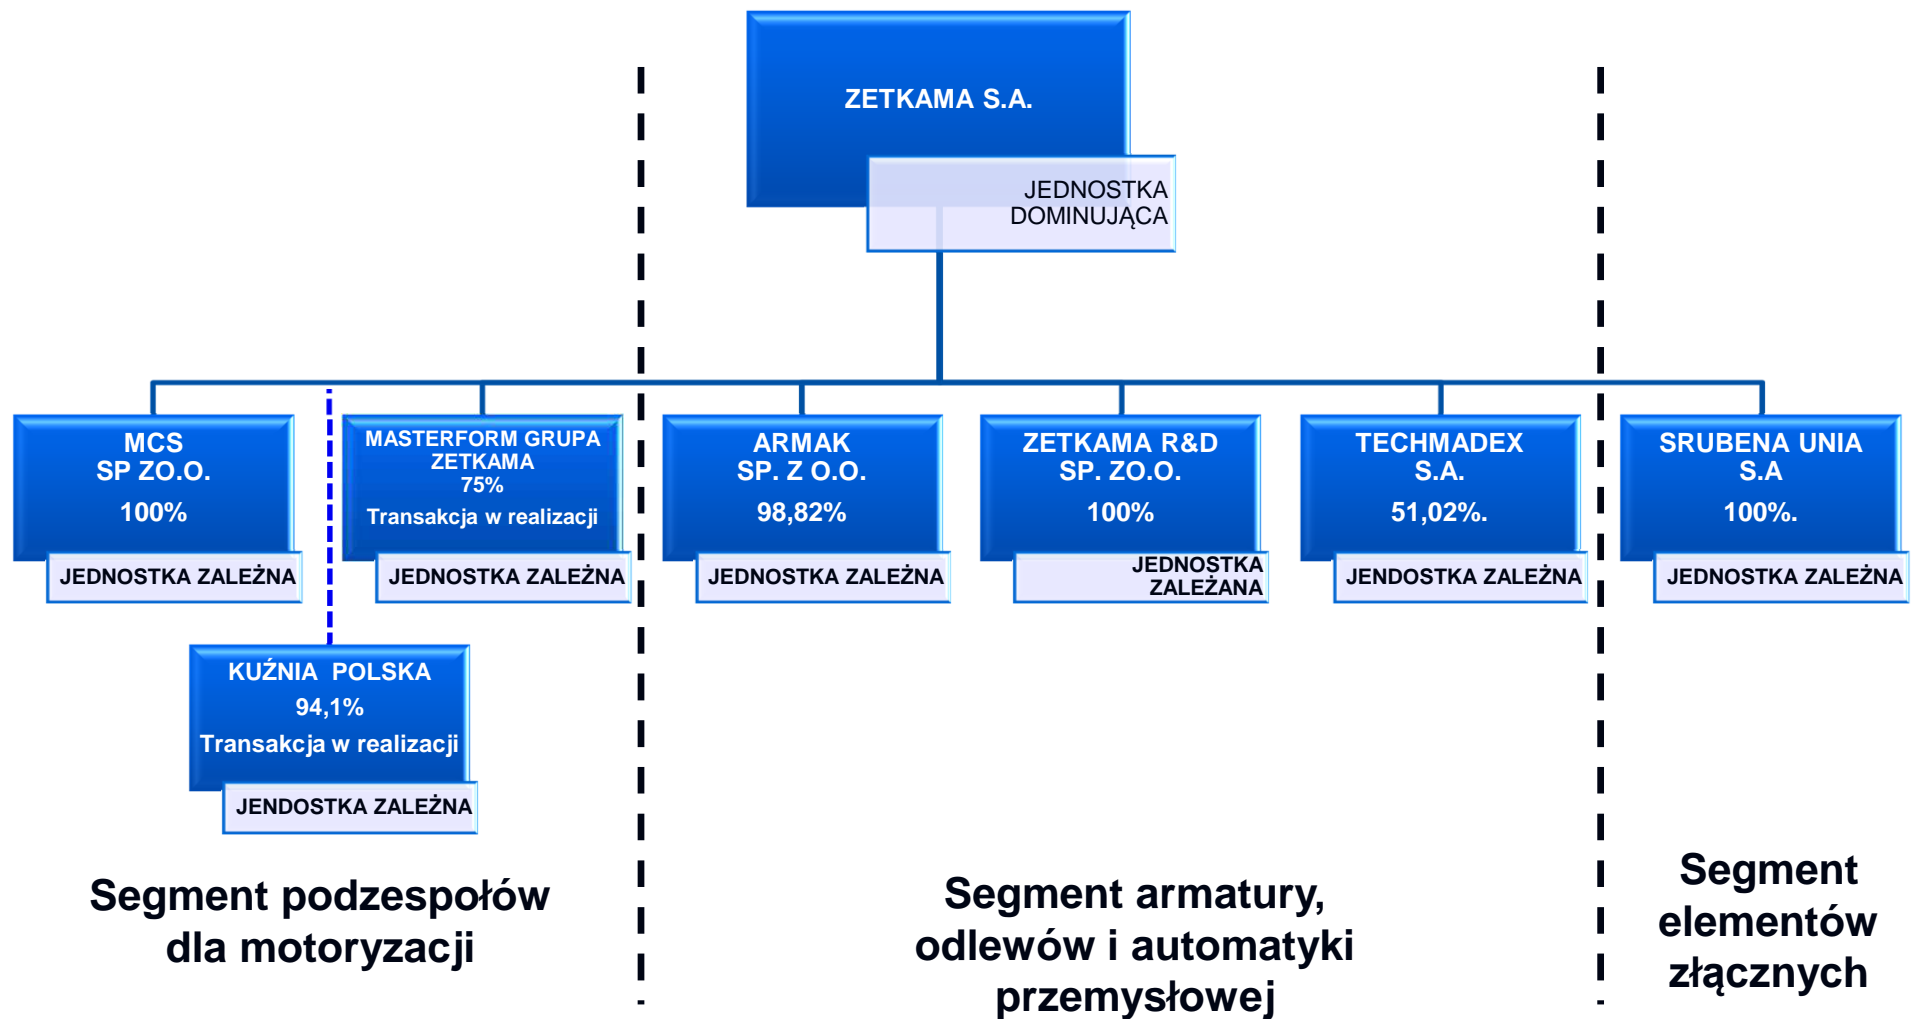 ZETKAMA S.A.
JEDNOSTKA
DOMINUJĄCA
MCS
SP ZO.O.
100%
JEDNOSTKA ZALEŻNA
MASTERFORM GRUPA
ZETKAMA
75%
Transakcja w realizacji
JEDNOSTKA ZALEŻNA
ARMAK
SP. Z O.O.
98,82%
JEDNOSTKA ZALEŻNA
ZETKAMA R&D
SP. ZO.O.
100%
JEDNOSTKA
ZALEŻANA
TECHMADEX
S.A.
51,02%.
JENDOSTKA ZALEŻNA
SRUBENA UNIA
S.A
100%.
JEDNOSTKA ZALEŻNA
KUŹNIA POLSKA
94,1%
Transakcja w realizacji
JENDOSTKA ZALEŻNA
Segment podzespołów
dla motoryzacji
Segment armatury,
odlewów i automatyki
przemysłowej
Segment
elementów
złącznych